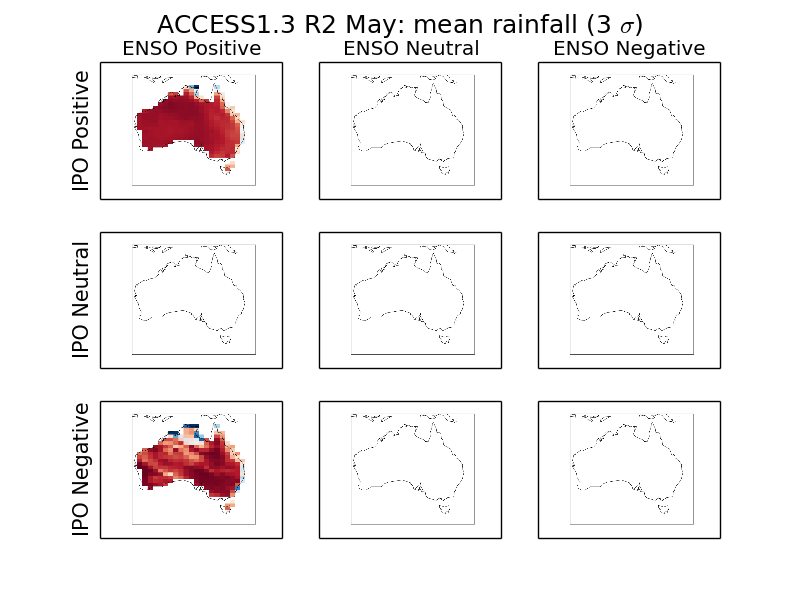 ACCESS1.3 R2 May: mean rainfall (3 σ)
ENSO Positive
ENSO Neutral
ENSO Negative
IPO Positive
IPO Neutral
IPO Negative